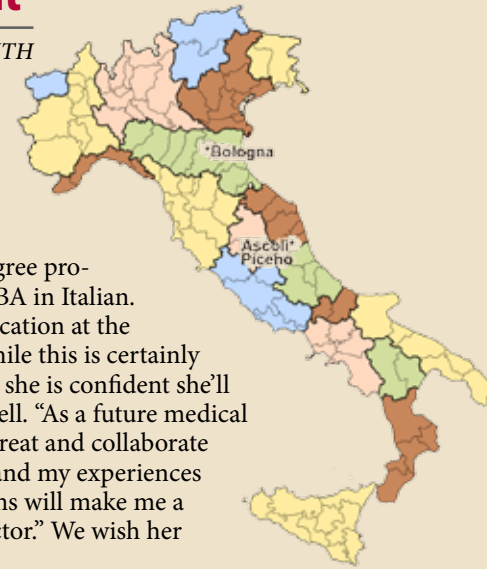 TH
*Bologna
Ascoli*
Piceho
gree pro-
BA in Italian.
cation at the
hile this is certainly
she is confident she'll
ell. “As a future medical
reat and collaborate
and my experiences
ns will make me a
ctor.” We wish her